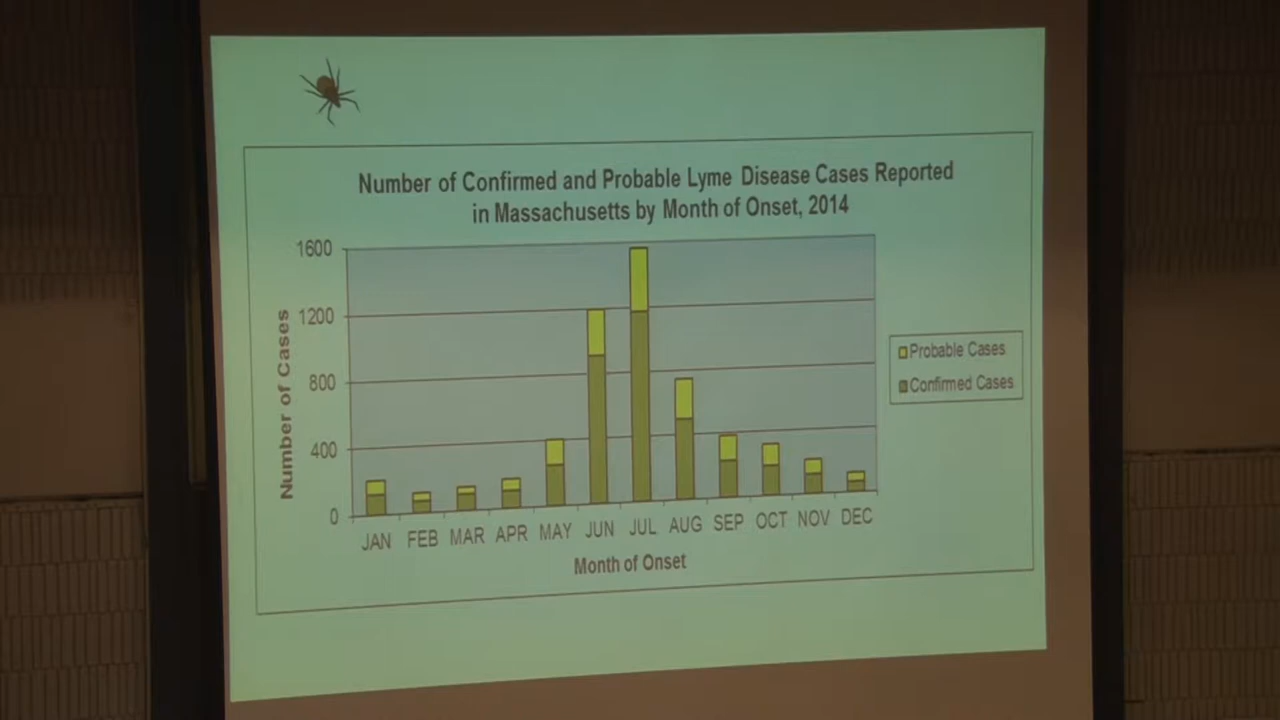 Number of Confirmed and Probable Lyme Disease Cases Reported
in Massachusetts by Month of Onset, 2014
Number of Cases
1600
1200
800
400
0
JAN FEB MAR APR MAY JUN JUL AUG SEP OCT NOV DEC
Month of Onset
Probable Cases
Confirmed Cases